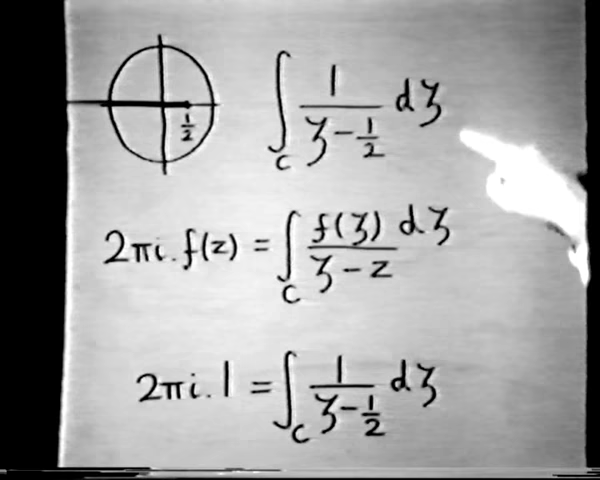 1/2
∫_C 1/(ζ − 1/2) dζ
2πi. f(z) = ∫_C f(ζ) dζ/(ζ − z)
2πi. 1 = ∫_C 1/(ζ − 1/2) dζ